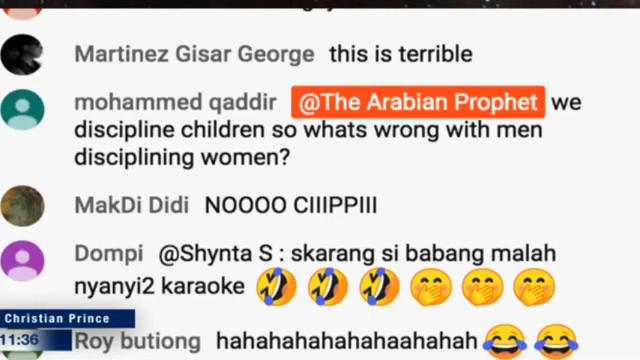 Martinez Gisar George this is terrible
mohammed qaddir @The Arabian Prophet we
discipline children so whats wrong with men
disciplining women?
MakDi Didi NOOOO CIIIPPIII
Dompi @Shynta S : skarang si babang malah
nyanyi2 karaoke 🤣🤣🤣🤭🤭🤭
Christian Prince
11:36
Roy butiong hahahahahahahaahahah😂😂